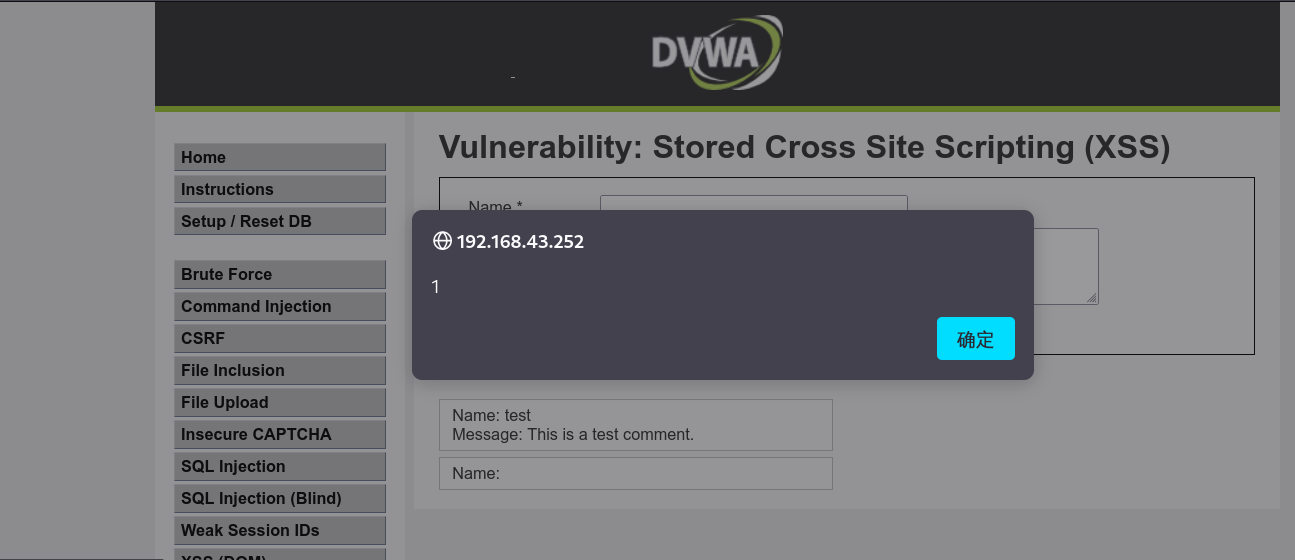 DVWA
Home
Instructions
Setup / Reset DB
Brute Force
Command Injection
CSRF
File Inclusion
File Upload
Insecure CAPTCHA
SQL Injection
SQL Injection (Blind)
Weak Session IDs
XSS (DOM)
Vulnerability: Stored Cross Site Scripting (XSS)
Name *
192.168.43.252
1
确定
Name: test
Message: This is a test comment.
Name: